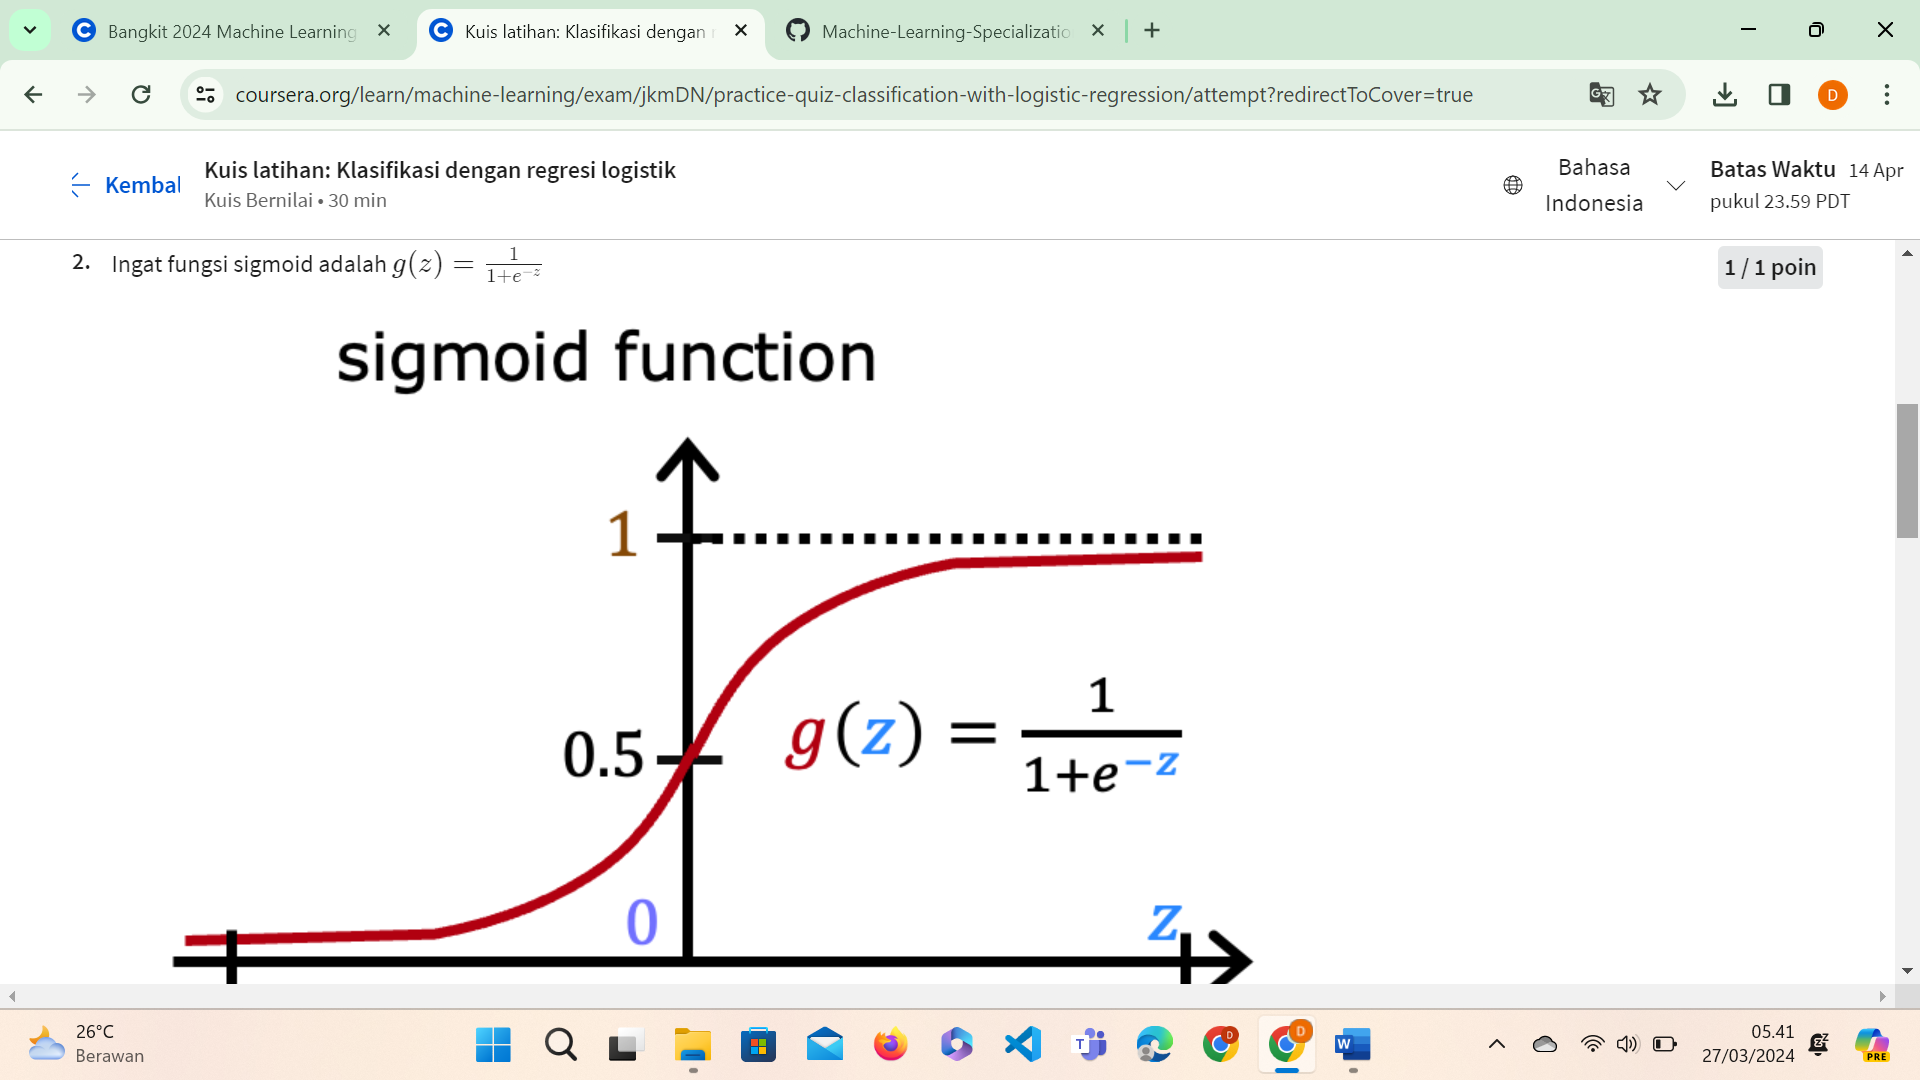 Bangkit 2024 Machine Learning
Kuis latihan: Klasifikasi dengan
Machine-Learning-Specializatio
coursera.org/learn/machine-learning/exam/jkmDN/practice-quiz-classification-with-logistic-regression/attempt?redirectToCover=true
D
Kembal
Kuis latihan: Klasifikasi dengan regresi logistik
Kuis Bernilai • 30 min
Bahasa
Indonesia
Batas Waktu 14 Apr
pukul 23.59 PDT
2. Ingat fungsi sigmoid adalah g(z) = 1/(1+e^{-z})
1 / 1 poin
sigmoid function
1
0.5
g(z) = 1/(1+e^{-z})
0
z
26°C
Berawan
05.41
27/03/2024
PRE